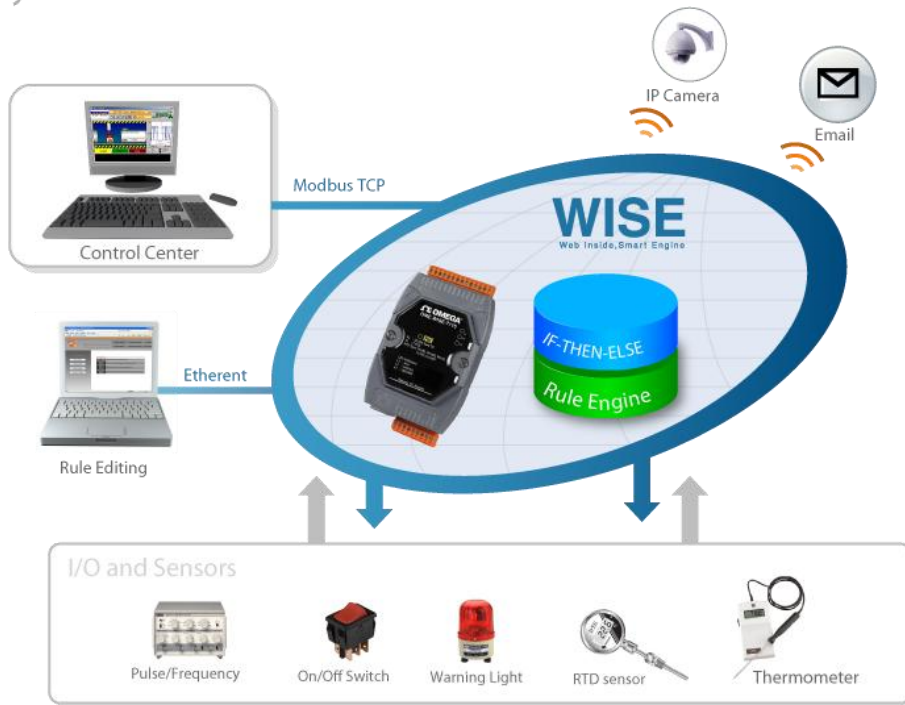 IP Camera
Email
Modbus TCP
WISE
Web Inside, Smart Engine
Control Center
OMEGA
IF-THEN-ELSE
Rule Engine
Etherent
Rule Editing
I/O and Sensors
Pulse/Frequency
On/Off Switch
Warning Light
RTD sensor
Thermometer